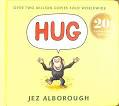 OVER TWO MILLION COPIES SOLD WORLDWIDE
HUG
20
JEZ ALBOROUGH